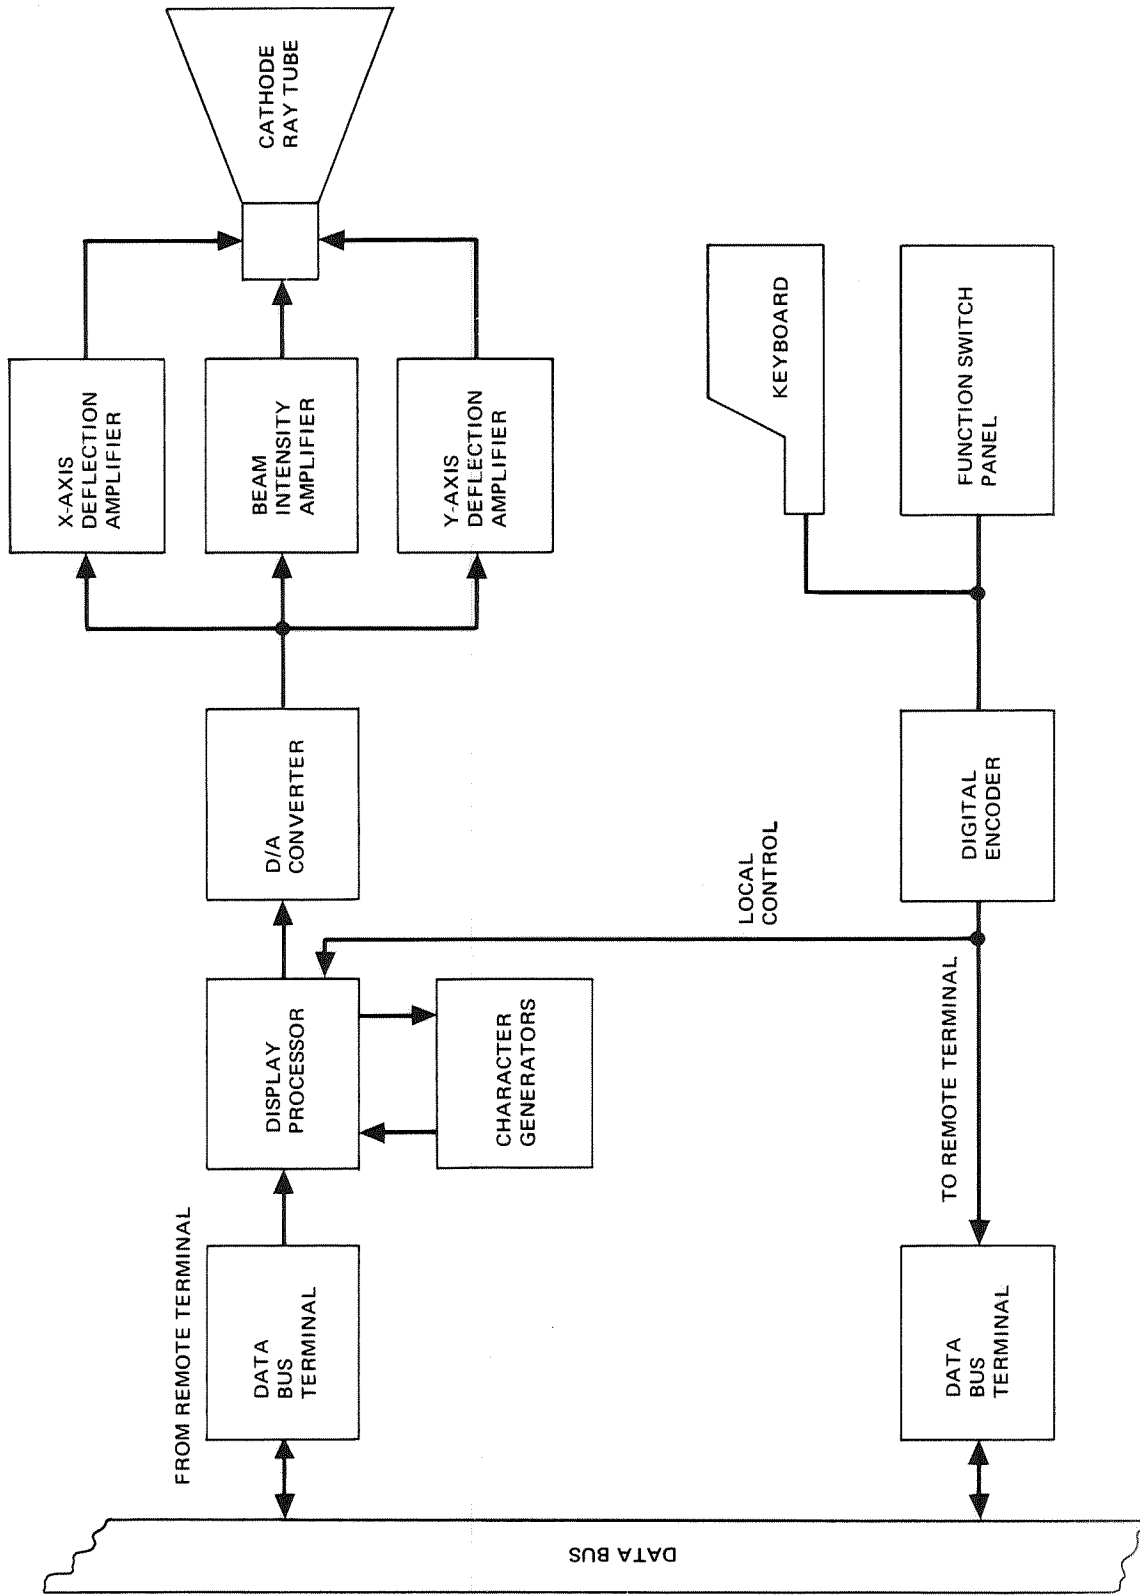 DATA BUS
FROM REMOTE TERMINAL
DATA
BUS
TERMINAL
DISPLAY
PROCESSOR
CHARACTER
GENERATORS
D/A
CONVERTER
X-AXIS
DEFLECTION
AMPLIFIER
BEAM
INTENSITY
AMPLIFIER
Y-AXIS
DEFLECTION
AMPLIFIER
CATHODE
RAY TUBE
LOCAL
CONTROL
KEYBOARD
DATA
BUS
TERMINAL
TO REMOTE TERMINAL
DIGITAL
ENCODER
FUNCTION SWITCH
PANEL